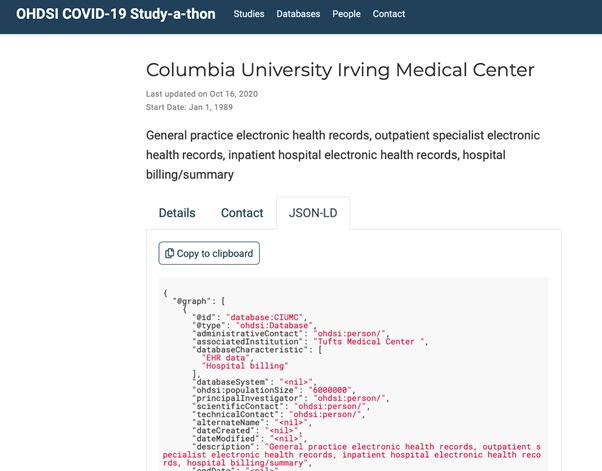 OHDSI COVID-19 Study-a-thon Studies Databases People Contact
Columbia University Irving Medical Center
Last updated on Oct 16, 2020
Start Date: Jan 1, 1989
General practice electronic health records, outpatient specialist electronic
health records, inpatient hospital electronic health records, hospital
billing/summary
Details Contact JSON-LD
Copy to clipboard
{
"@graph": [
{
"@id": "database:CIUMC",
"@type": "ohdsi:Database",
"administrativeContact": "ohdsi:person/",
"associatedInstitution": "Tufts Medical Center ",
"databaseCharacteristic": [
"EHR data",
"Hospital billing"
],
"databaseSystem": "<nil>",
"ohdsi:populationSize": "6000000",
"principalInvestigator": "ohdsi:person/",
"scientificContact": "ohdsi:person/",
"technicalContact": "ohdsi:person/",
"alternateName": "<nil>",
"dateCreated": "<nil>",
"dateModified": "<nil>",
"description": "General practice electronic health records, outpatient s
pecialist electronic health records, inpatient hospital electronic health reco
rds, hospital billing/summary",
"endDate": "<nil>",